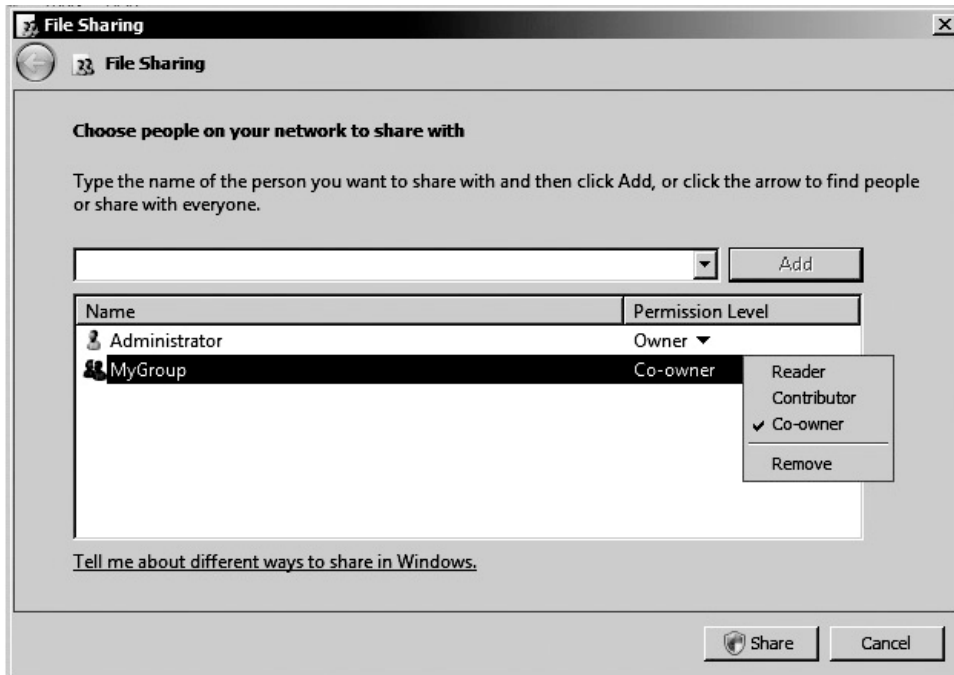 File Sharing
File Sharing
Choose people on your network to share with
Type the name of the person you want to share with and then click Add, or click the arrow to find people
or share with everyone.
Add
Name Permission Level
Administrator Owner
MyGroup Co-owner
Reader
Contributor
Co-owner
Remove
Tell me about different ways to share in Windows.
Share Cancel